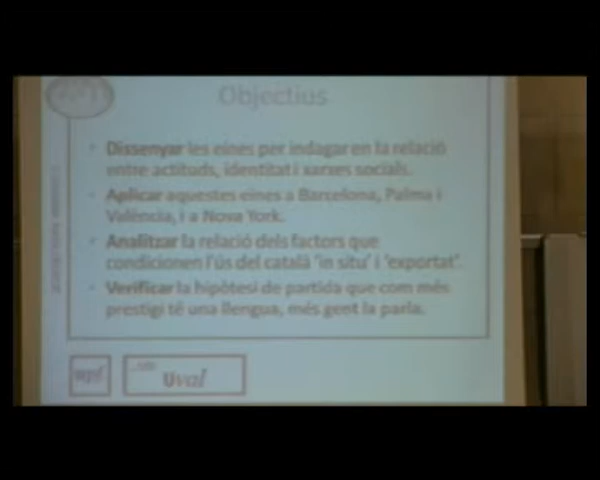 Objectius
• Dissenyar les eines per indagar en la relació
entre actituds, identitat i xarxes socials.
• Aplicar aquestes eines a Barcelona, Palma i
València, i a Nova York.
• Analitzar la relació dels factors que
condicionen l'ús del català 'in situ' i 'exportat'.
• Verificar la hipòtesi de partida que com més
prestigi té una llengua, més gent la parla.
upf
uval